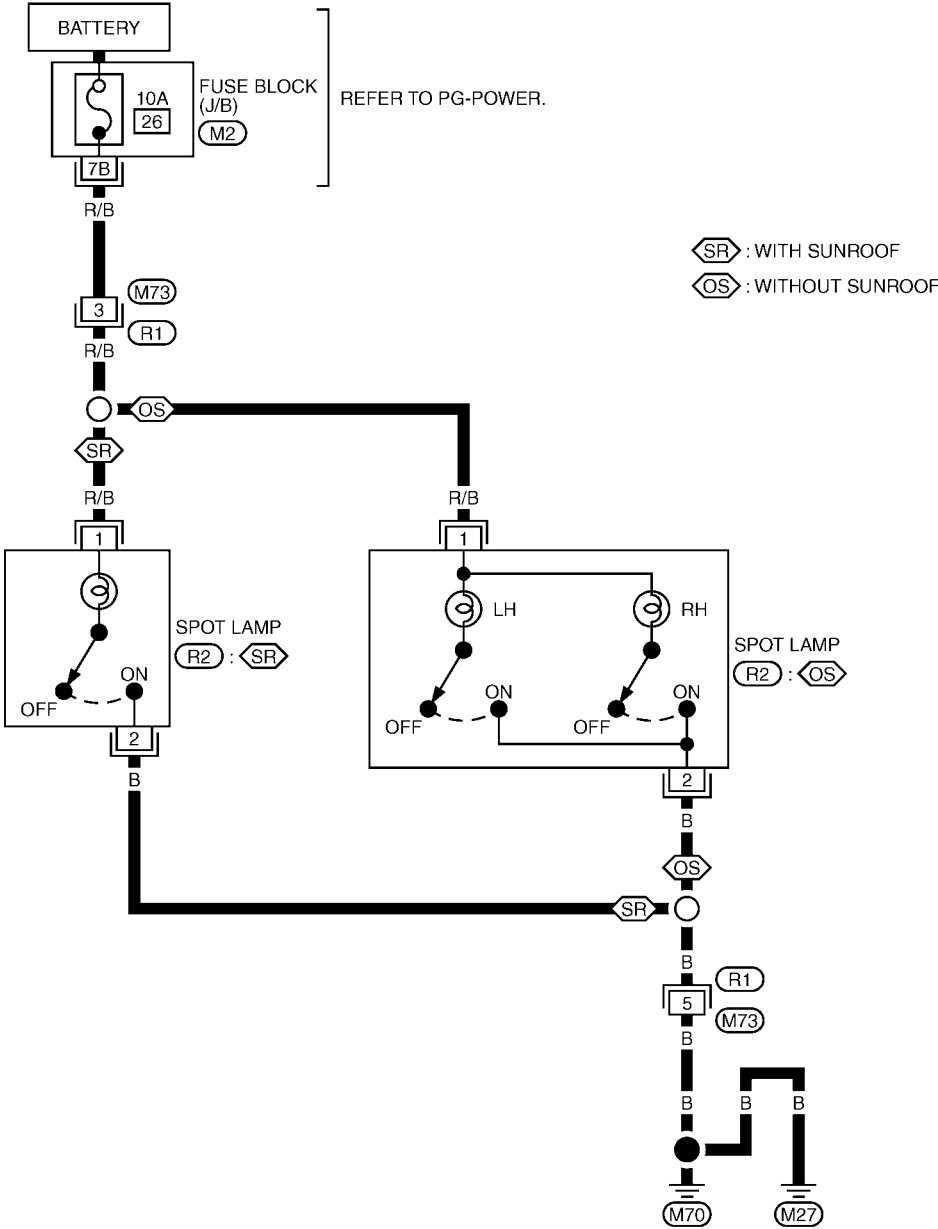 BATTERY
10A
26
FUSE BLOCK
(J/B)
M2
REFER TO PG-POWER.
7B
R/B
SR : WITH SUNROOF
OS : WITHOUT SUNROOF
M73
3
R1
R/B
OS
SR
R/B
R/B
1
1
LH
RH
SPOT LAMP
R2 : SR
SPOT LAMP
R2 : OS
ON
OFF
ON
OFF
ON
OFF
2
B
2
B
OS
SR
B
R1
5
M73
B
B
B
B
M70
M27